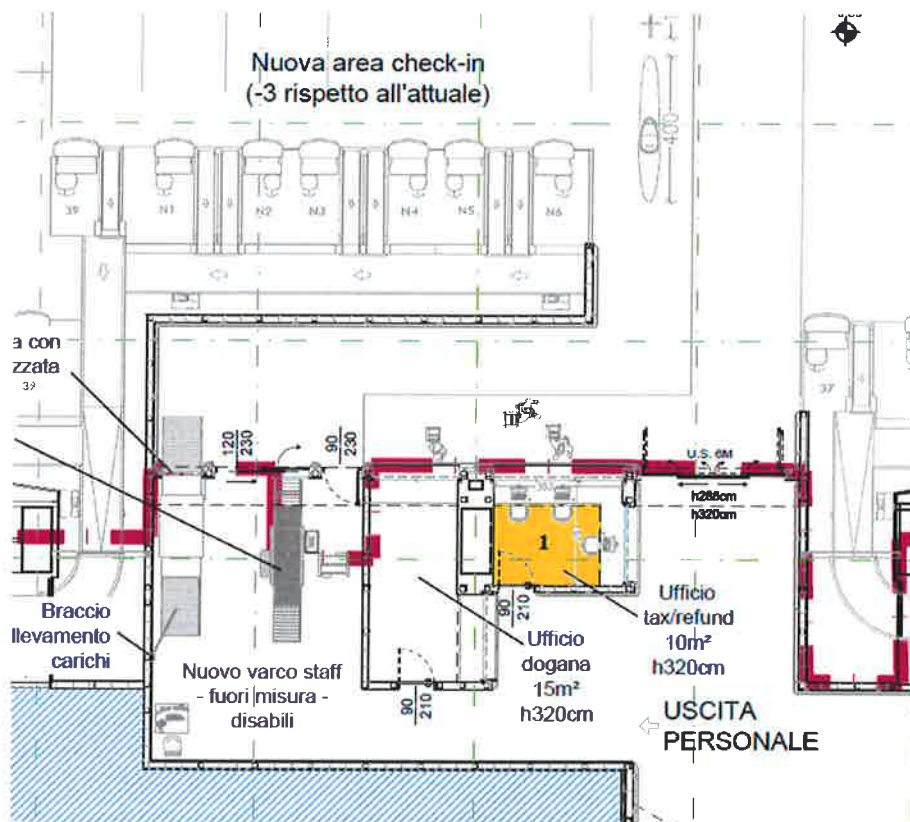 Nuova area check-in
(-3 rispetto all'attuale)
400
39
N1
N2
N3
N4
N5
N6
a con
zzata
39
37
120
230
90
230
U.S. 6M
h266cm
h320cm
1
90
210
Braccio
llevamento
carichi
Nuovo varco staff
- fuori misura -
disabili
90
210
Ufficio
dogana
15m²
h320cm
Ufficio
tax/refund
10m²
h320cm
USCITA
PERSONALE